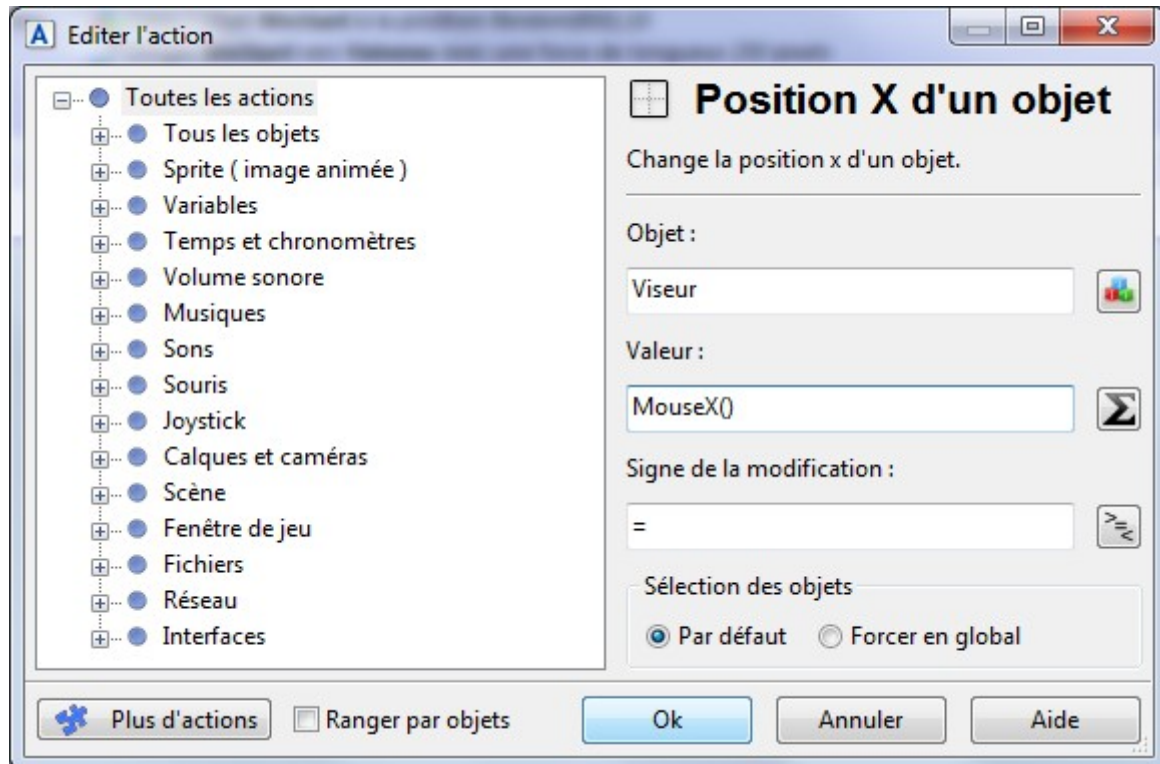 Editer l'action
Toutes les actions
Tous les objets
Sprite ( image animée )
Variables
Temps et chronomètres
Volume sonore
Musiques
Sons
Souris
Joystick
Calques et caméras
Scène
Fenêtre de jeu
Fichiers
Réseau
Interfaces
Position X d'un objet
Change la position x d'un objet.
Objet :
Viseur
Valeur :
MouseX()
Signe de la modification :
=
Sélection des objets
Par défaut Forcer en global
Plus d'actions Ranger par objets Ok Annuler Aide